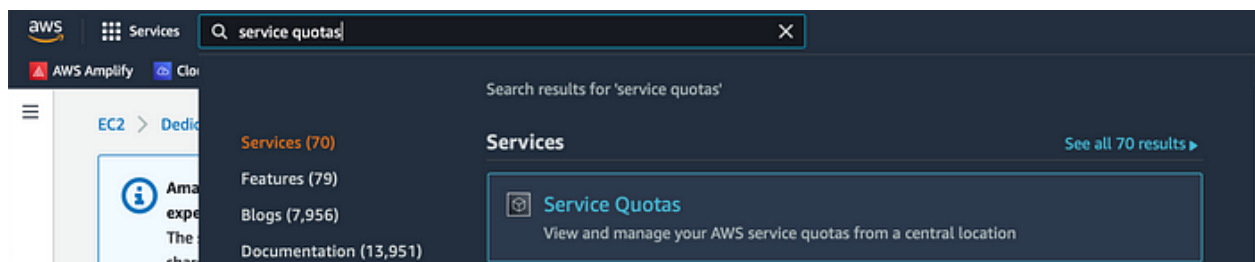 aws Services service quotas
AWS Amplify
Search results for 'service quotas'
EC2 > 
Services (70)
Services
See all 70 results
Features (79)
Service Quotas
Blogs (7,956)
View and manage your AWS service quotas from a central location
The
Documentation (13,951)